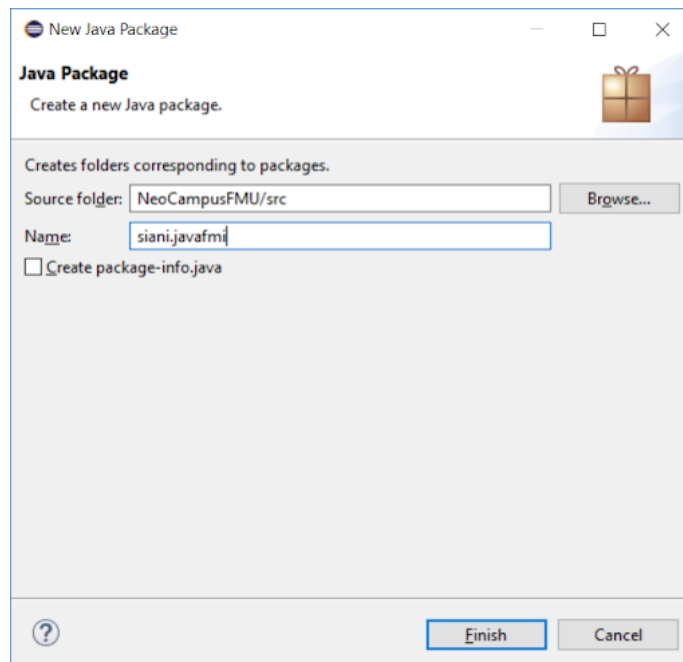 New Java Package
Java Package
Create a new Java package.
Creates folders corresponding to packages.
Source folder: NeoCampusFMU/src Browse...
Name: siani.javafmi
Create package-info.java
? Finish Cancel